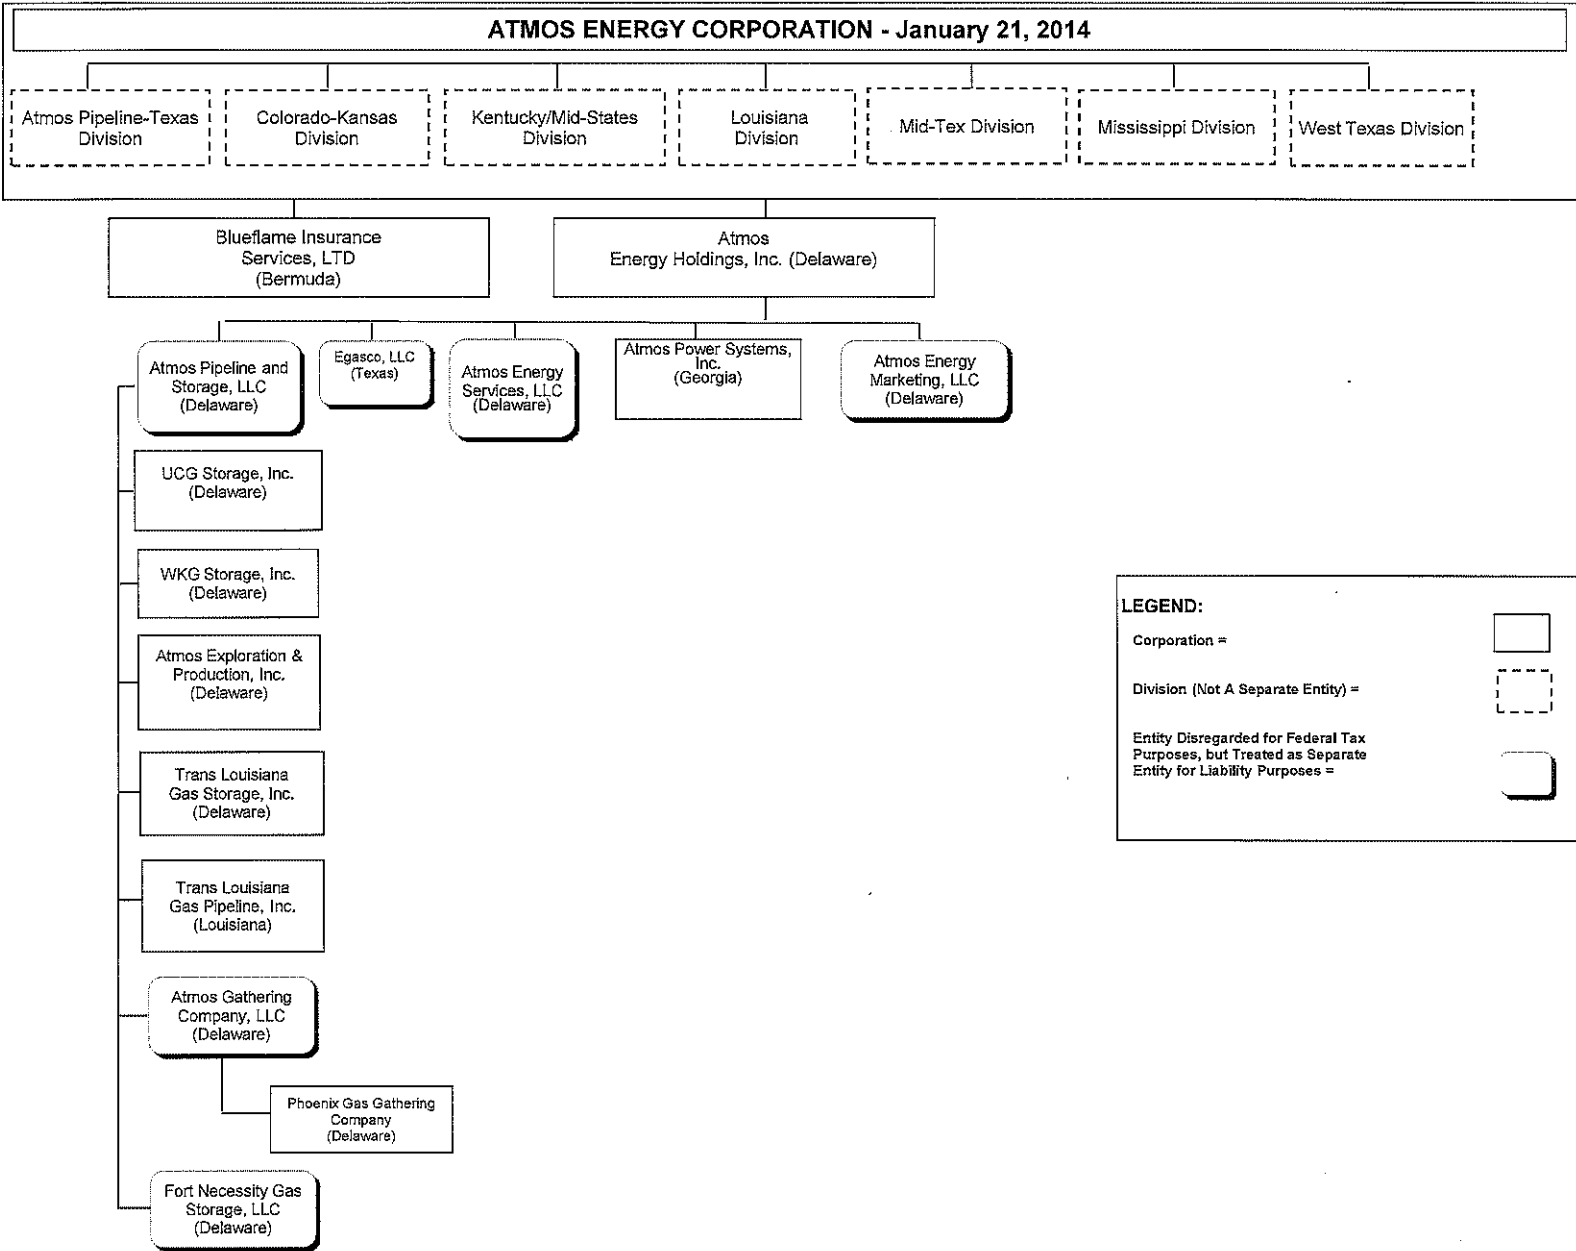 ATMOS ENERGY CORPORATION - January 21, 2014
Atmos Pipeline-Texas
Division
Colorado-Kansas
Division
Kentucky/Mid-States
Division
Louisiana
Division
Mid-Tex Division
Mississippi Division
West Texas Division
Blueflame Insurance
Services, LTD
(Bermuda)
Atmos
Energy Holdings, Inc. (Delaware)
Atmos Pipeline and
Storage, LLC
(Delaware)
Egasco, LLC
(Texas)
Atmos Energy
Services, LLC
(Delaware)
Atmos Power Systems,
Inc.
(Georgia)
Atmos Energy
Marketing, LLC
(Delaware)
UCG Storage, Inc.
(Delaware)
WKG Storage, Inc.
(Delaware)
Atmos Exploration &
Production, Inc.
(Delaware)
Trans Louisiana
Gas Storage, Inc.
(Delaware)
Trans Louisiana
Gas Pipeline, Inc.
(Louisiana)
Atmos Gathering
Company, LLC
(Delaware)
Phoenix Gas Gathering
Company
(Delaware)
Fort Necessity Gas
Storage, LLC
(Delaware)
LEGEND:
Corporation =
Division (Not A Separate Entity) =
Entity Disregarded for Federal Tax
Purposes, but Treated as Separate
Entity for Liability Purposes =